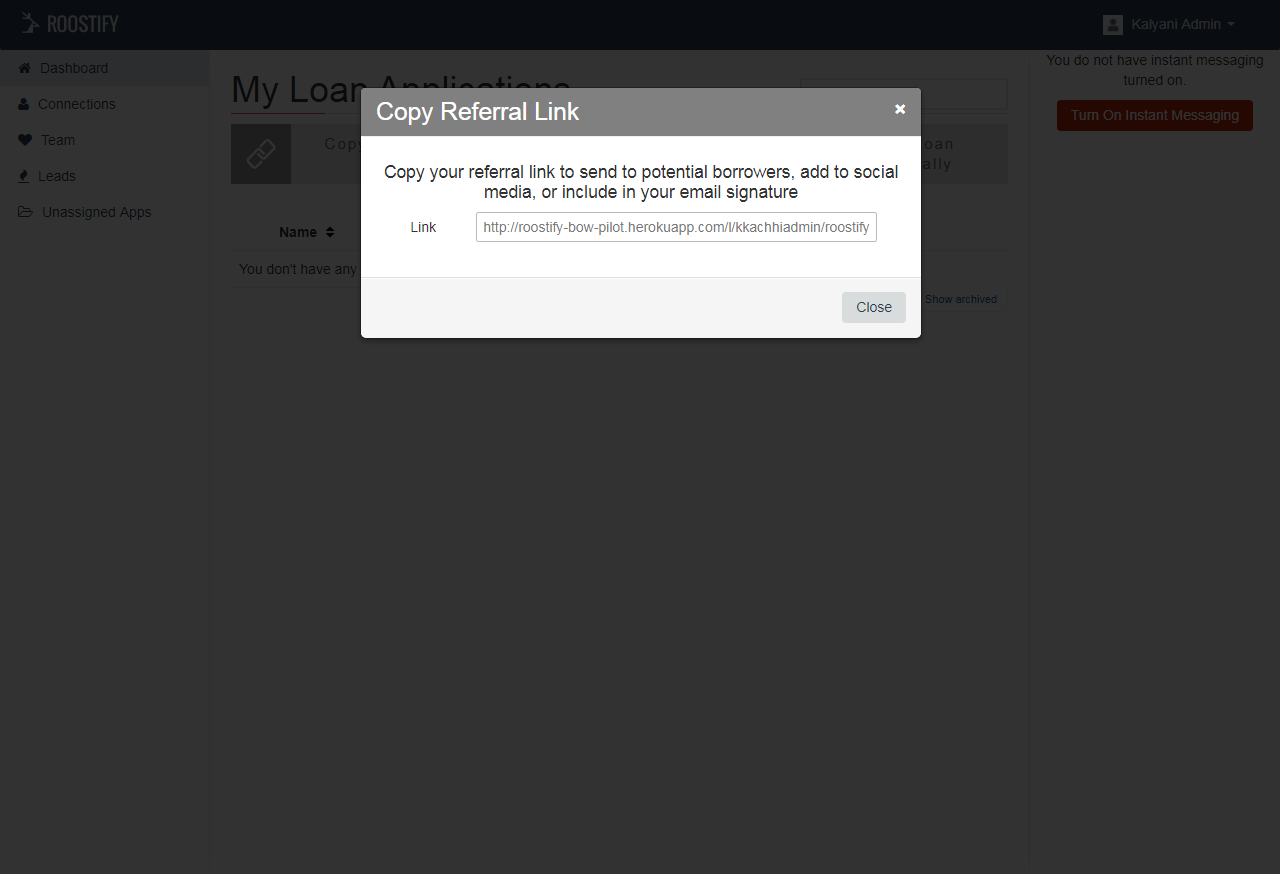 ROOSTIFY
Kalyani Admin
Dashboard
Connections
Team
Leads
Unassigned Apps
My Loan Applications
Copy
Name
You don't have any
Show archived
You do not have instant messaging
turned on.
Turn On Instant Messaging
Copy Referral Link
Copy your referral link to send to potential borrowers, add to social
media, or include in your email signature
Link
http://roostify-bow-pilot.herokuapp.com/l/kkachhiadmin/roostify
Close